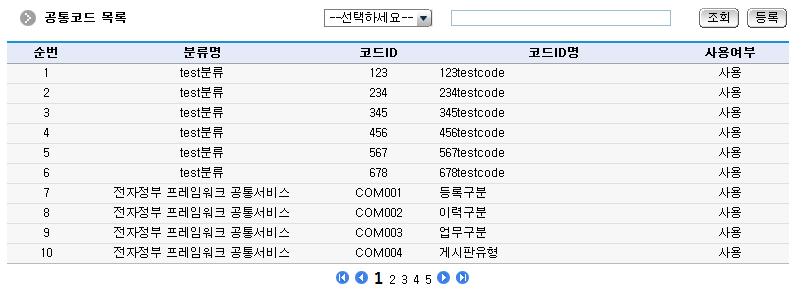 공통코드 목록 --선택하세요-- 조회 등록
순번 분류명 코드ID 코드ID명 사용여부
1 test분류 123 123testcode 사용
2 test분류 234 234testcode 사용
3 test분류 345 345testcode 사용
4 test분류 456 456testcode 사용
5 test분류 567 567testcode 사용
6 test분류 678 678testcode 사용
7 전자정부 프레임워크 공통서비스 COM001 등록구분 사용
8 전자정부 프레임워크 공통서비스 COM002 이력구분 사용
9 전자정부 프레임워크 공통서비스 COM003 업무구분 사용
10 전자정부 프레임워크 공통서비스 COM004 게시판유형 사용
1 2 3 4 5